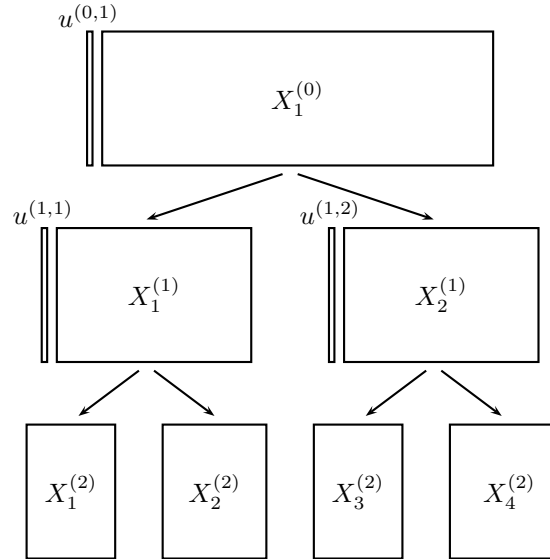 u^{(0,1)}
X_1^{(0)}
u^{(1,1)} u^{(1,2)}
X_1^{(1)} X_2^{(1)}
X_1^{(2)} X_2^{(2)} X_3^{(2)} X_4^{(2)}